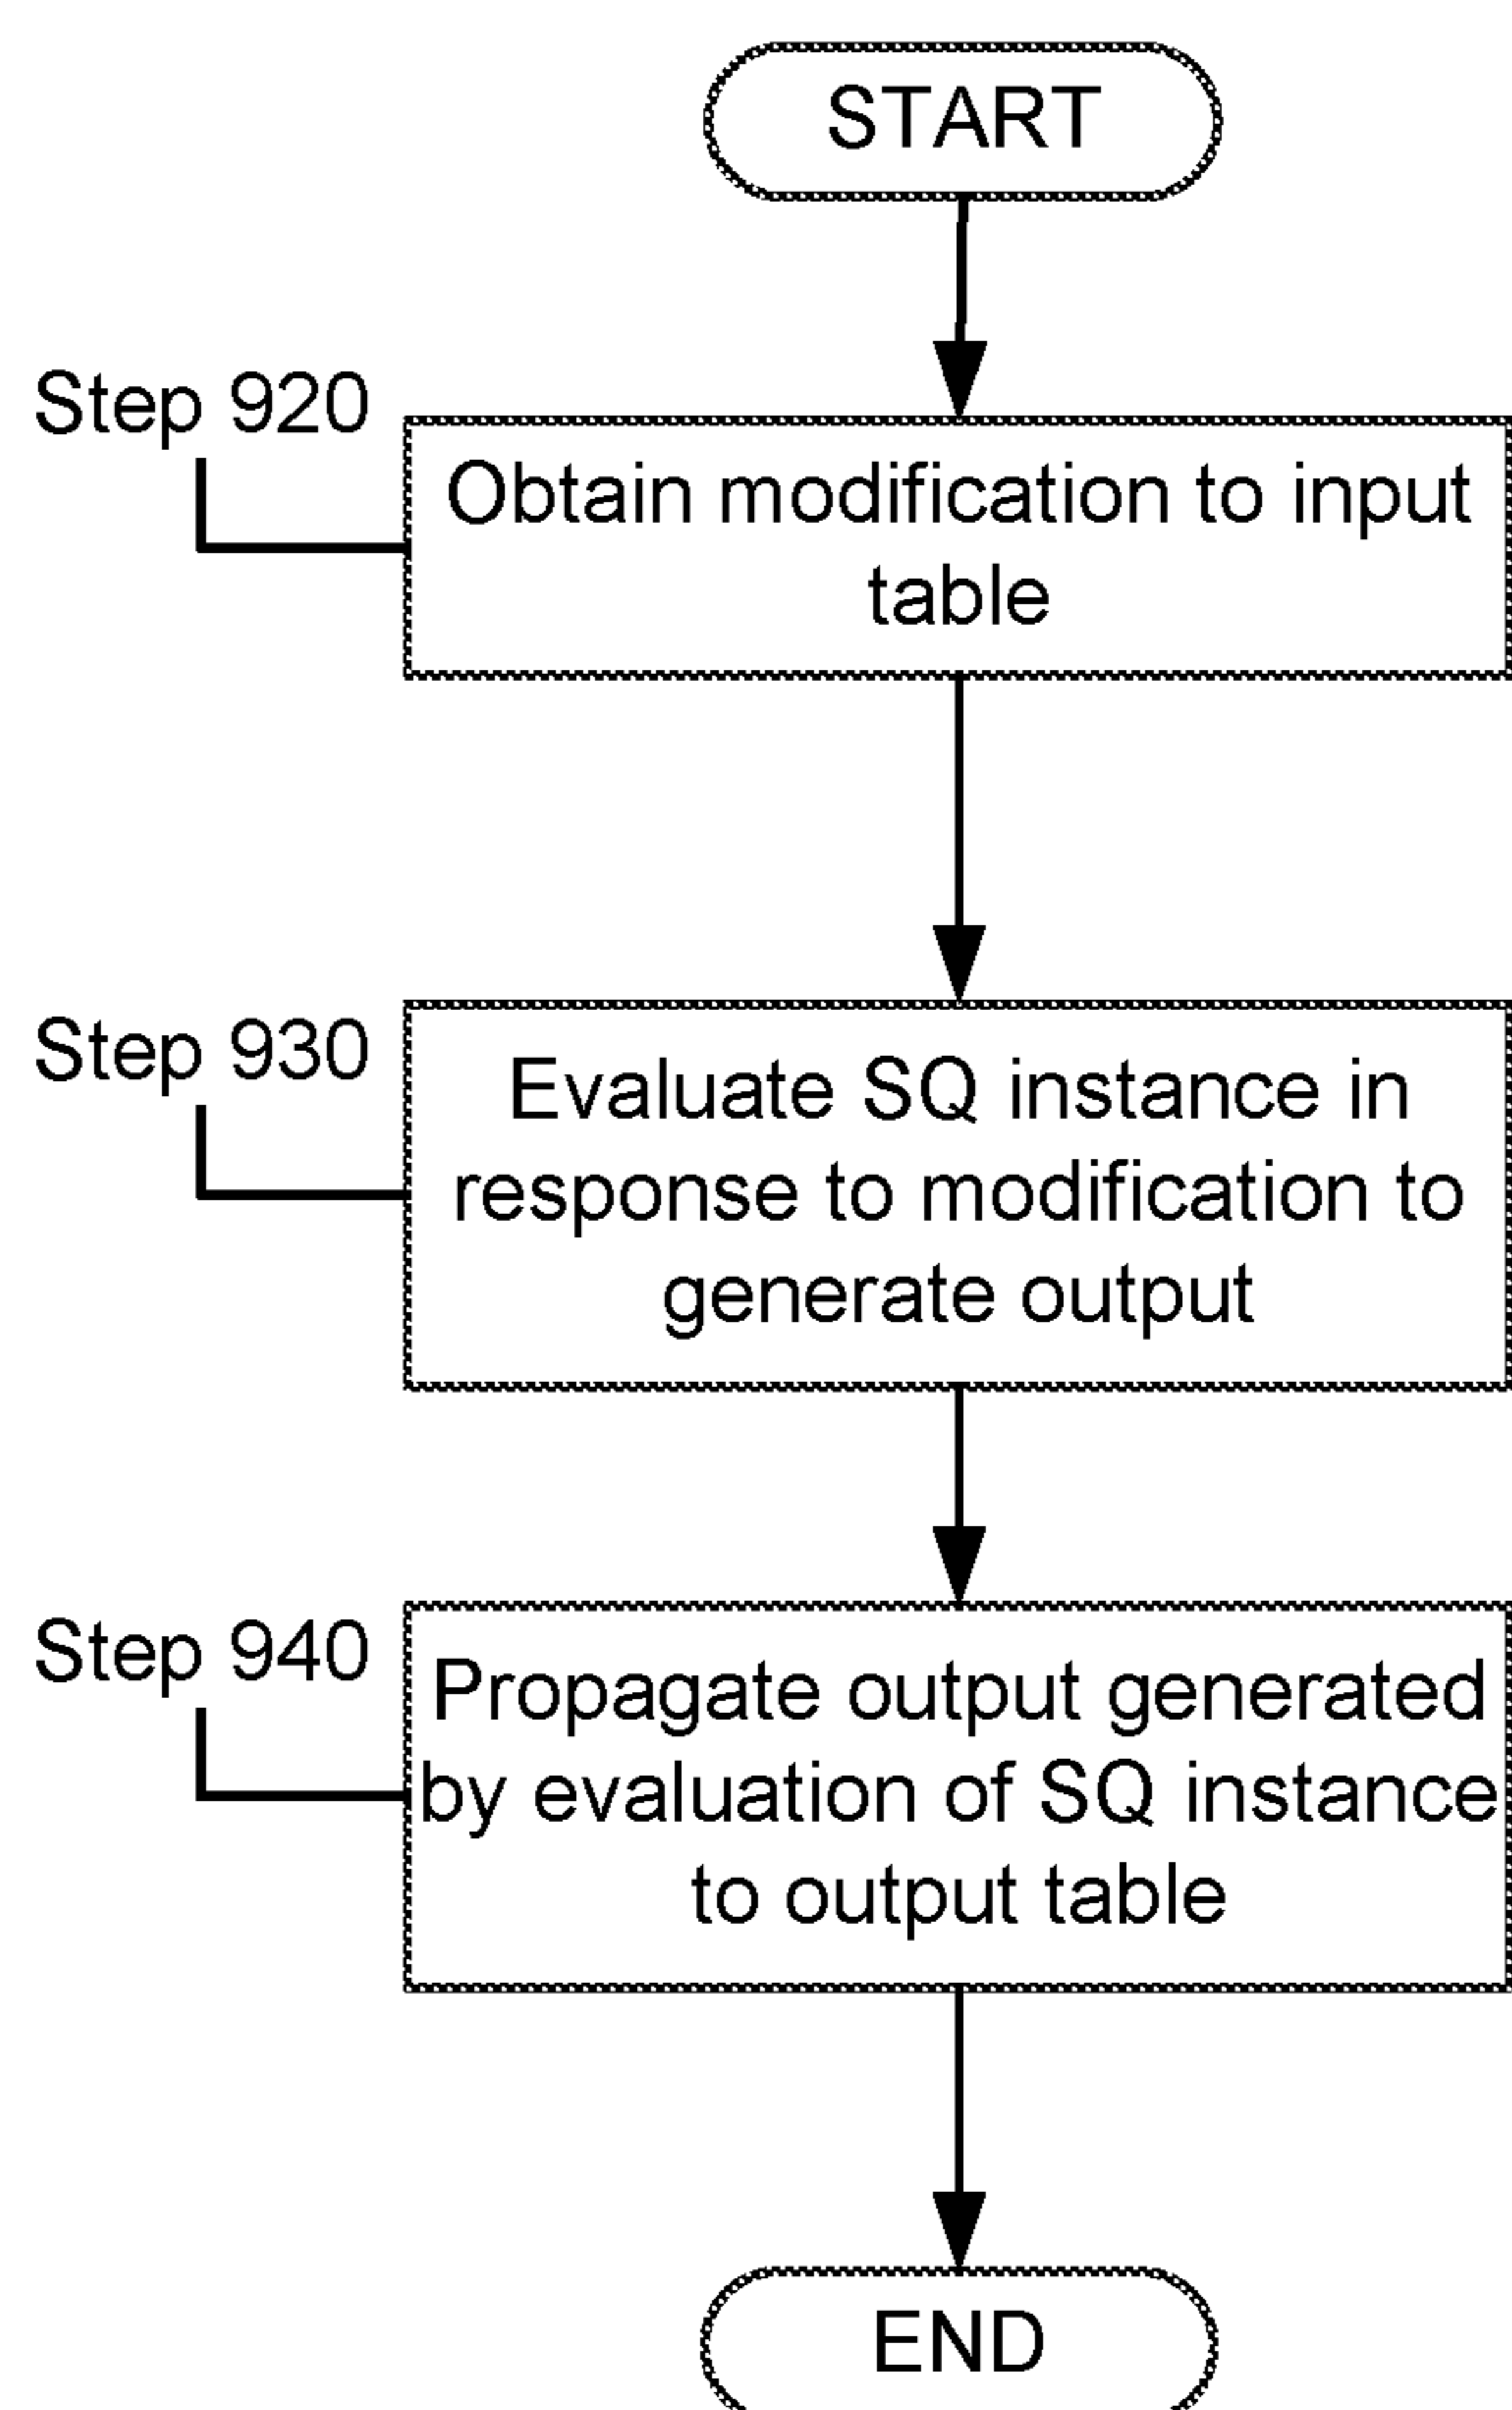 START
Step 920
Obtain modification to input
table
Step 930
Evaluate SQ instance in
response to modification to
generate output
Step 940
Propagate output generated
by evaluation of SQ instance
to output table
END